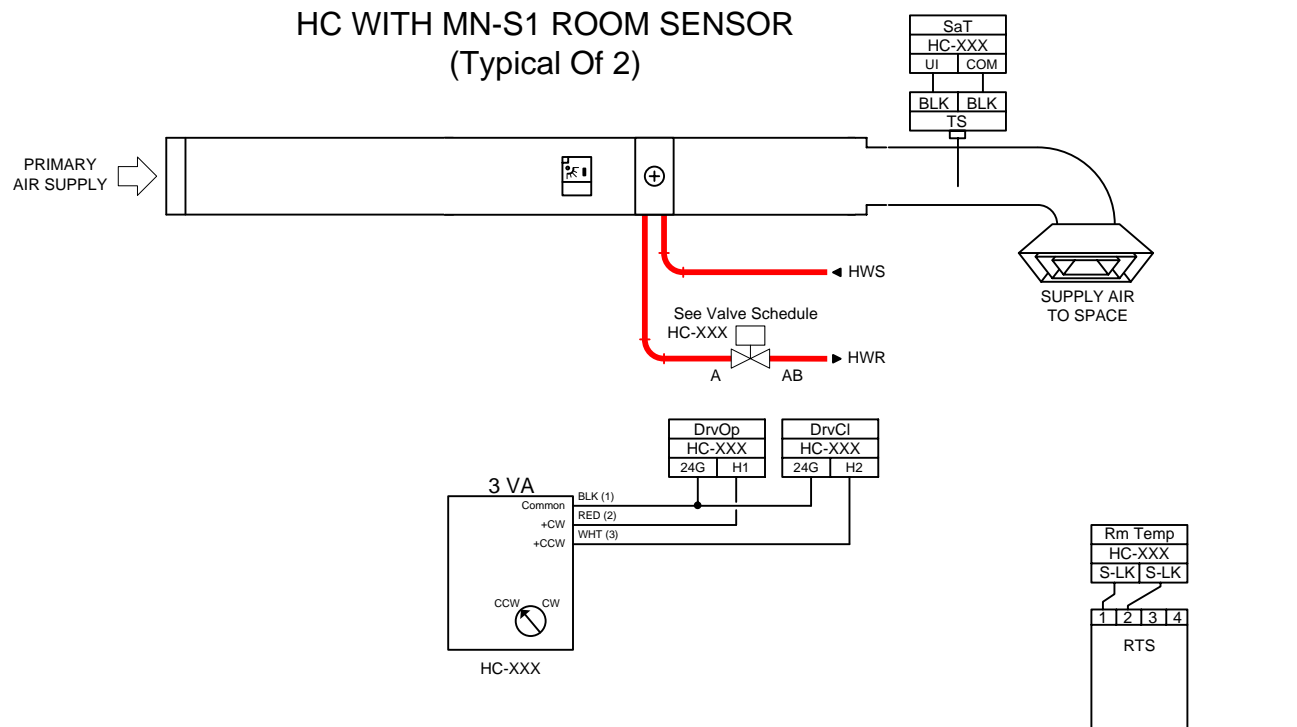 HC WITH MN-S1 ROOM SENSOR
(Typical Of 2)
SaT
HC-XXX
UI COM
BLK BLK
TS
PRIMARY
AIR SUPPLY
HWS
SUPPLY AIR
TO SPACE
See Valve Schedule
HC-XXX
HWR
A AB
DrvOp
HC-XXX
24G H1
DrvCl
HC-XXX
24G H2
3 VA
Common
BLK (1)
+CW
RED (2)
+CCW
WHT (3)
CCW CW
HC-XXX
Rm Temp
HC-XXX
S-LK S-LK
1 2 3 4
RTS